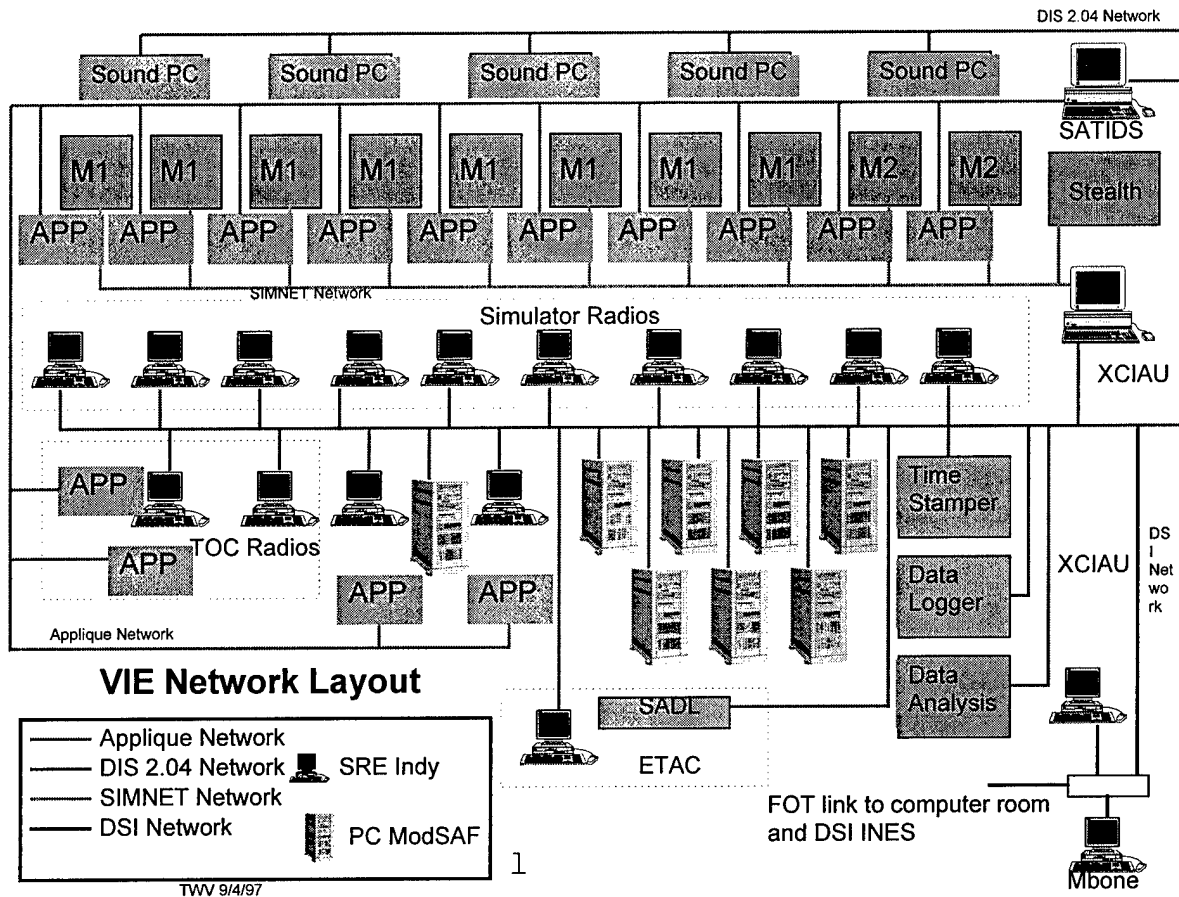 DIS 2.04 Network
Sound PC Sound PC Sound PC Sound PC Sound PC
SATIDS
M1 M1 M1 M1 M1 M1 M1 M1 M2 M2
Stealth
APP APP APP APP APP APP APP APP APP APP
SIMNET Network
Simulator Radios
XCIAU
APP
TOC Radios
APP
APP APP
Time
Stamper
Data
Logger
Data
Analysis
XCIAU
DS
I
Net
wo
rk
Applique Network
VIE Network Layout
SADL
ETAC
Applique Network
DIS 2.04 Network
SIMNET Network
DSI Network
SRE Indy
PC ModSAF
FOT link to computer room
and DSI INES
Mbone
1
TWV 9/4/97